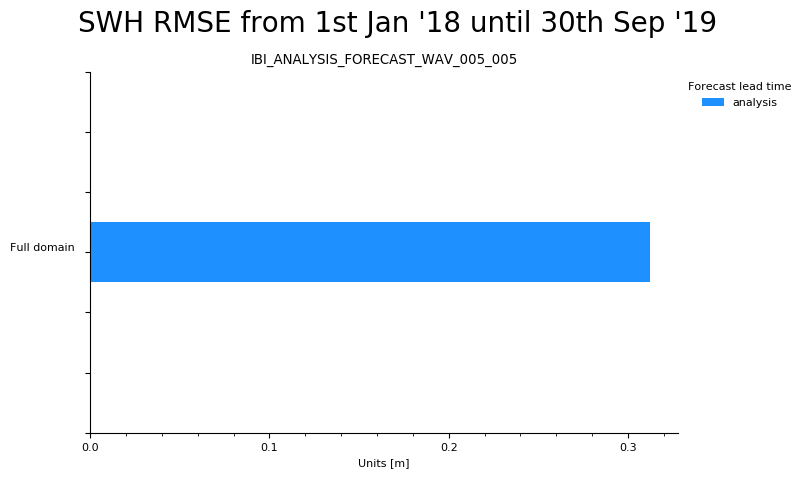 SWH RMSE from 1st Jan '18 until 30th Sep '19
IBI_ANALYSIS_FORECAST_WAV_005_005
Forecast lead time
analysis
Full domain
0.0 0.1 0.2 0.3
Units [m]